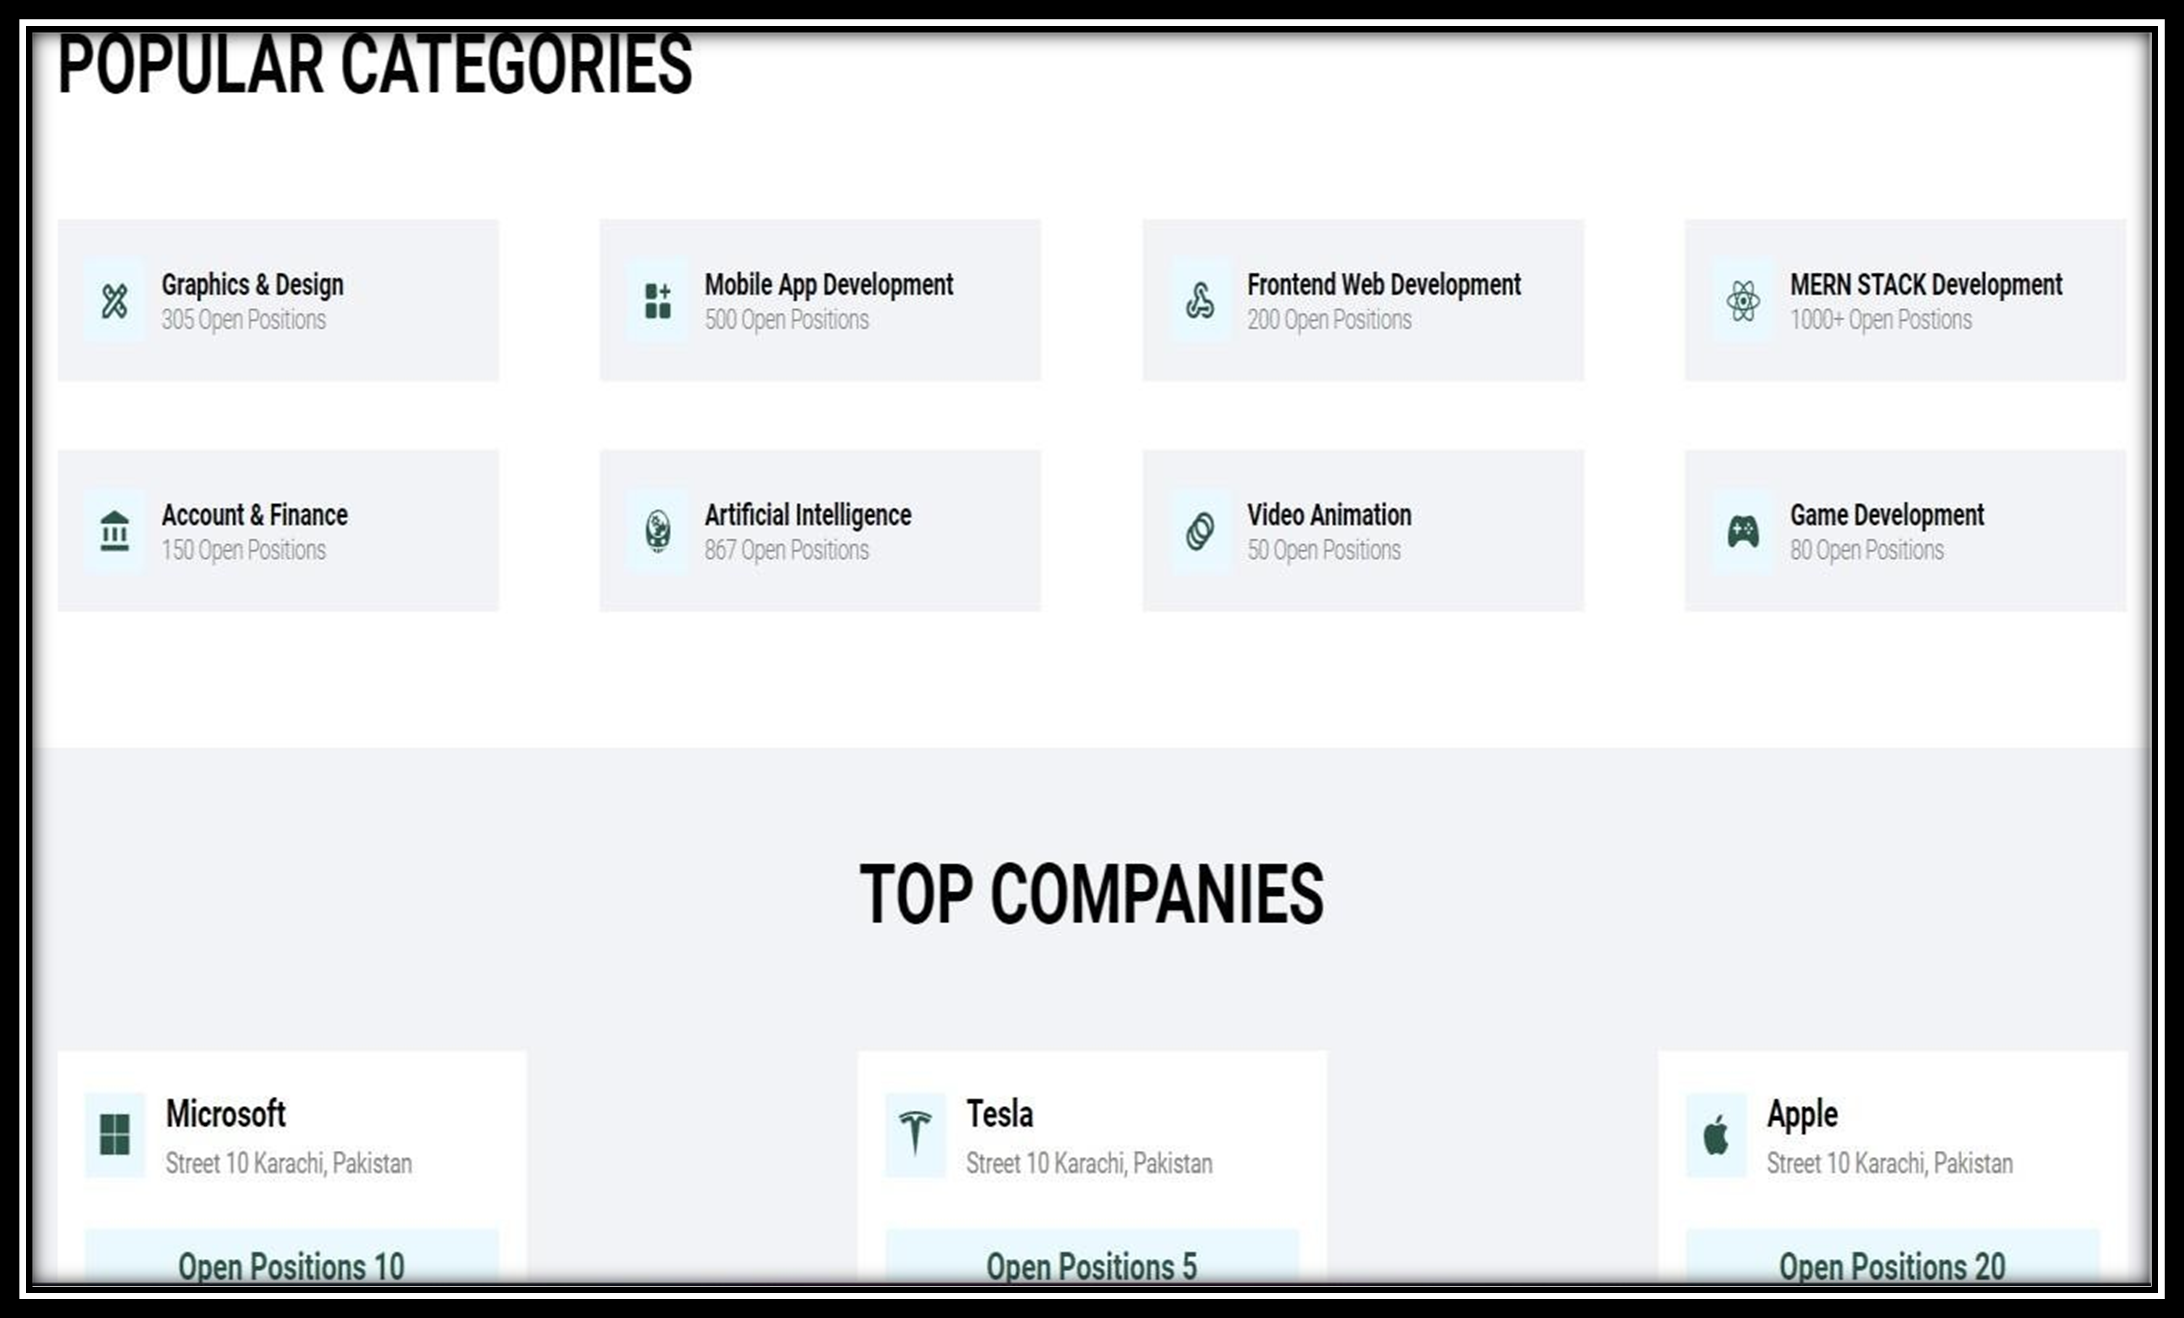 POPULAR CATEGORIES
Graphics & Design
305 Open Positions
Mobile App Development
500 Open Positions
Frontend Web Development
200 Open Positions
MERN STACK Development
1000+ Open Postions
Account & Finance
150 Open Positions
Artificial Intelligence
867 Open Positions
Video Animation
50 Open Positions
Game Development
80 Open Positions
TOP COMPANIES
Microsoft
Street 10 Karachi, Pakistan
Open Positions 10
Tesla
Street 10 Karachi, Pakistan
Open Positions 5
Apple
Street 10 Karachi, Pakistan
Open Positions 20